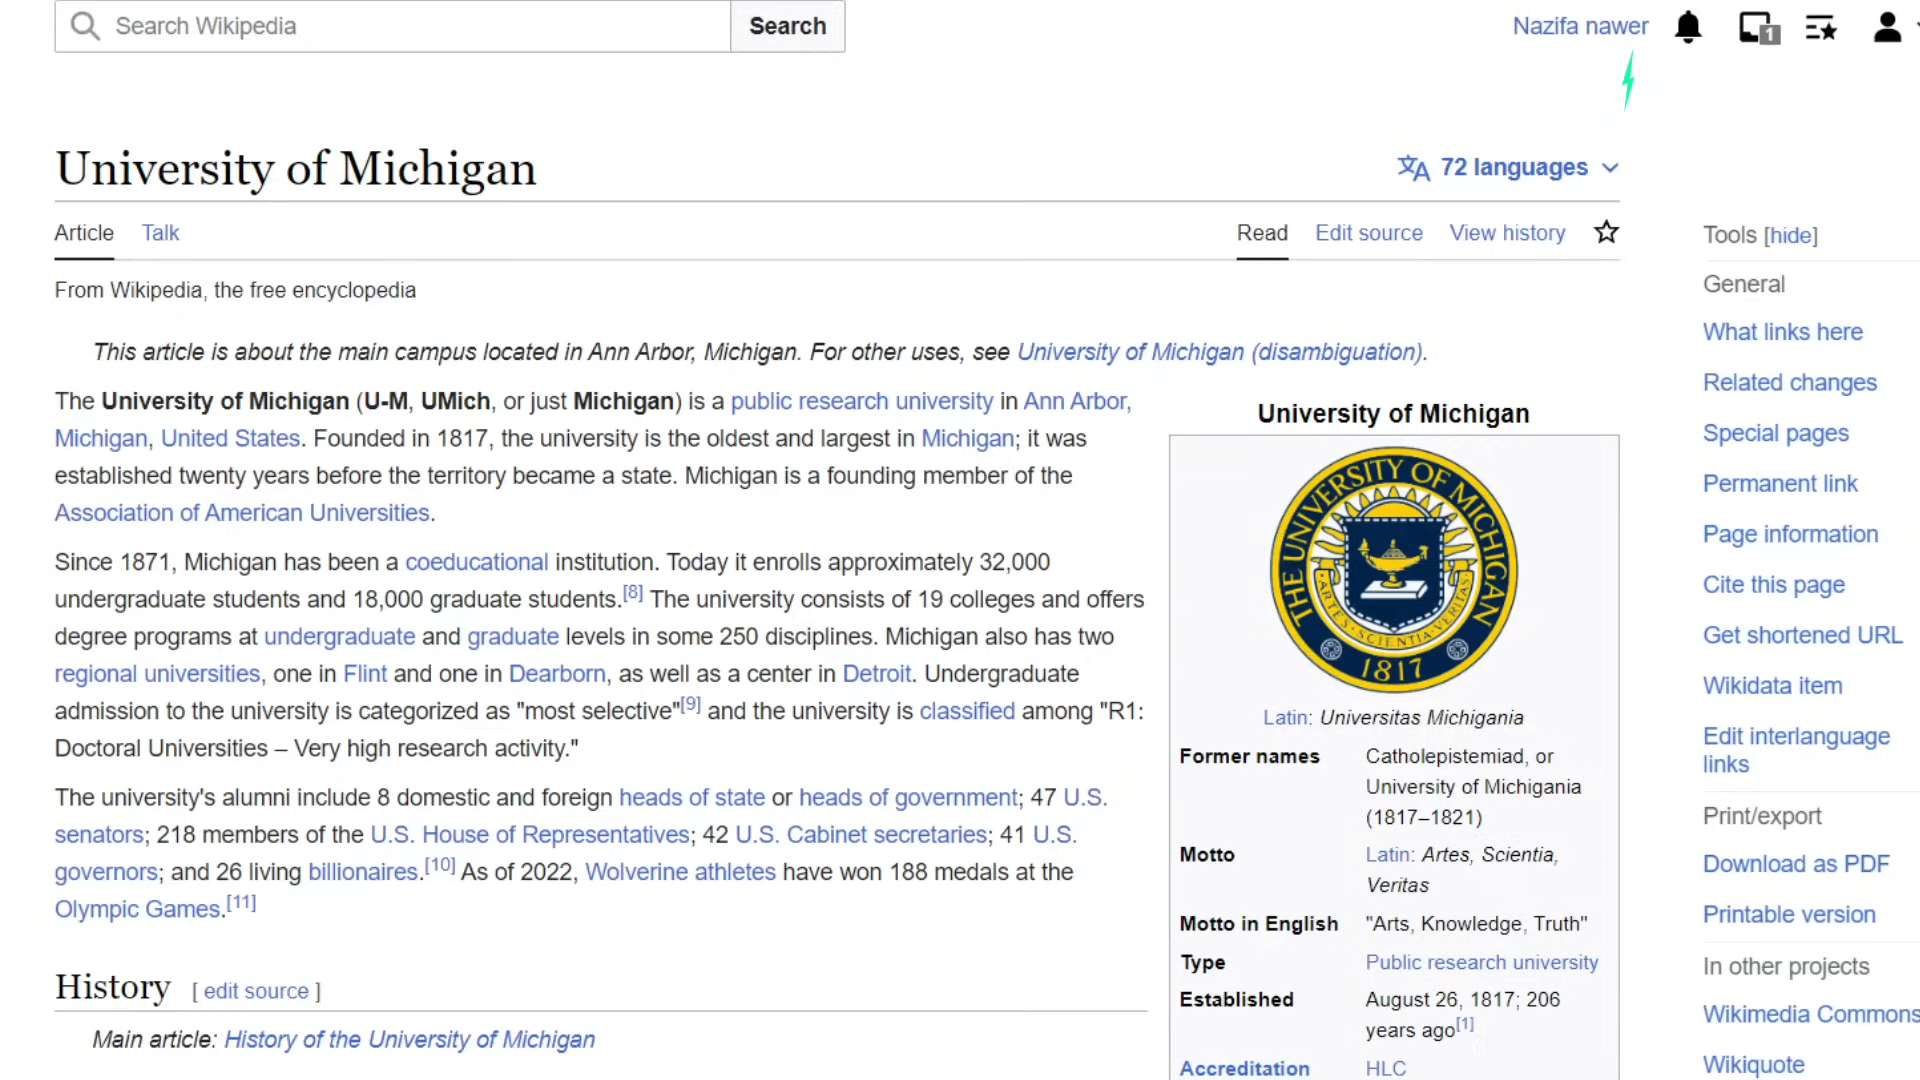 Search Wikipedia
Search
Nazifa nawer
1
University of Michigan
72 languages
Article
Talk
Read
Edit source
View history
From Wikipedia, the free encyclopedia
This article is about the main campus located in Ann Arbor, Michigan. For other uses, see University of Michigan (disambiguation).
The University of Michigan (U-M, UMich, or just Michigan) is a public research university in Ann Arbor,
Michigan, United States. Founded in 1817, the university is the oldest and largest in Michigan; it was
established twenty years before the territory became a state. Michigan is a founding member of the
Association of American Universities.
Since 1871, Michigan has been a coeducational institution. Today it enrolls approximately 32,000
undergraduate students and 18,000 graduate students.[8] The university consists of 19 colleges and offers
degree programs at undergraduate and graduate levels in some 250 disciplines. Michigan also has two
regional universities, one in Flint and one in Dearborn, as well as a center in Detroit. Undergraduate
admission to the university is categorized as "most selective"[9] and the university is classified among "R1:
Doctoral Universities – Very high research activity."
The university's alumni include 8 domestic and foreign heads of state or heads of government; 47 U.S.
senators; 218 members of the U.S. House of Representatives; 42 U.S. Cabinet secretaries; 41 U.S.
governors; and 26 living billionaires.[10] As of 2022, Wolverine athletes have won 188 medals at the
Olympic Games.[11]
History [ edit source ]
Main article: History of the University of Michigan
University of Michigan
THE UNIVERSITY OF MICHIGAN
ARTES · SCIENTIA · VERITAS
1817
Latin: Universitas Michigania
Former names Catholepistemiad, or
University of Michigania
(1817–1821)
Motto Latin: Artes, Scientia,
Veritas
Motto in English "Arts, Knowledge, Truth"
Type Public research university
Established August 26, 1817; 206
years ago[1]
Accreditation HLC
Tools [hide]
General
What links here
Related changes
Special pages
Permanent link
Page information
Cite this page
Get shortened URL
Wikidata item
Edit interlanguage
links
Print/export
Download as PDF
Printable version
In other projects
Wikimedia Commons
Wikiquote